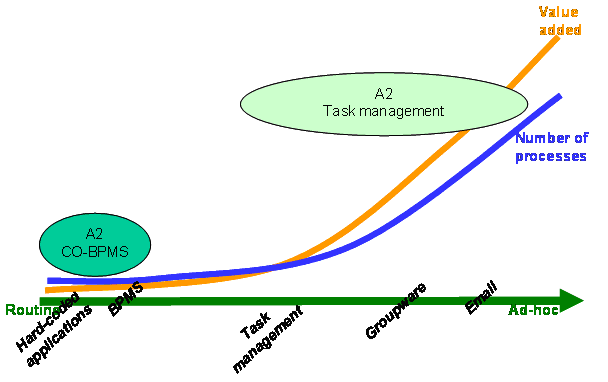 Value
added
A2
Task management
Number of
processes
A2
CO-BPMS
Routine
Hard-coded
applications
BPMS
Task
management
Groupware
Email
Ad-hoc